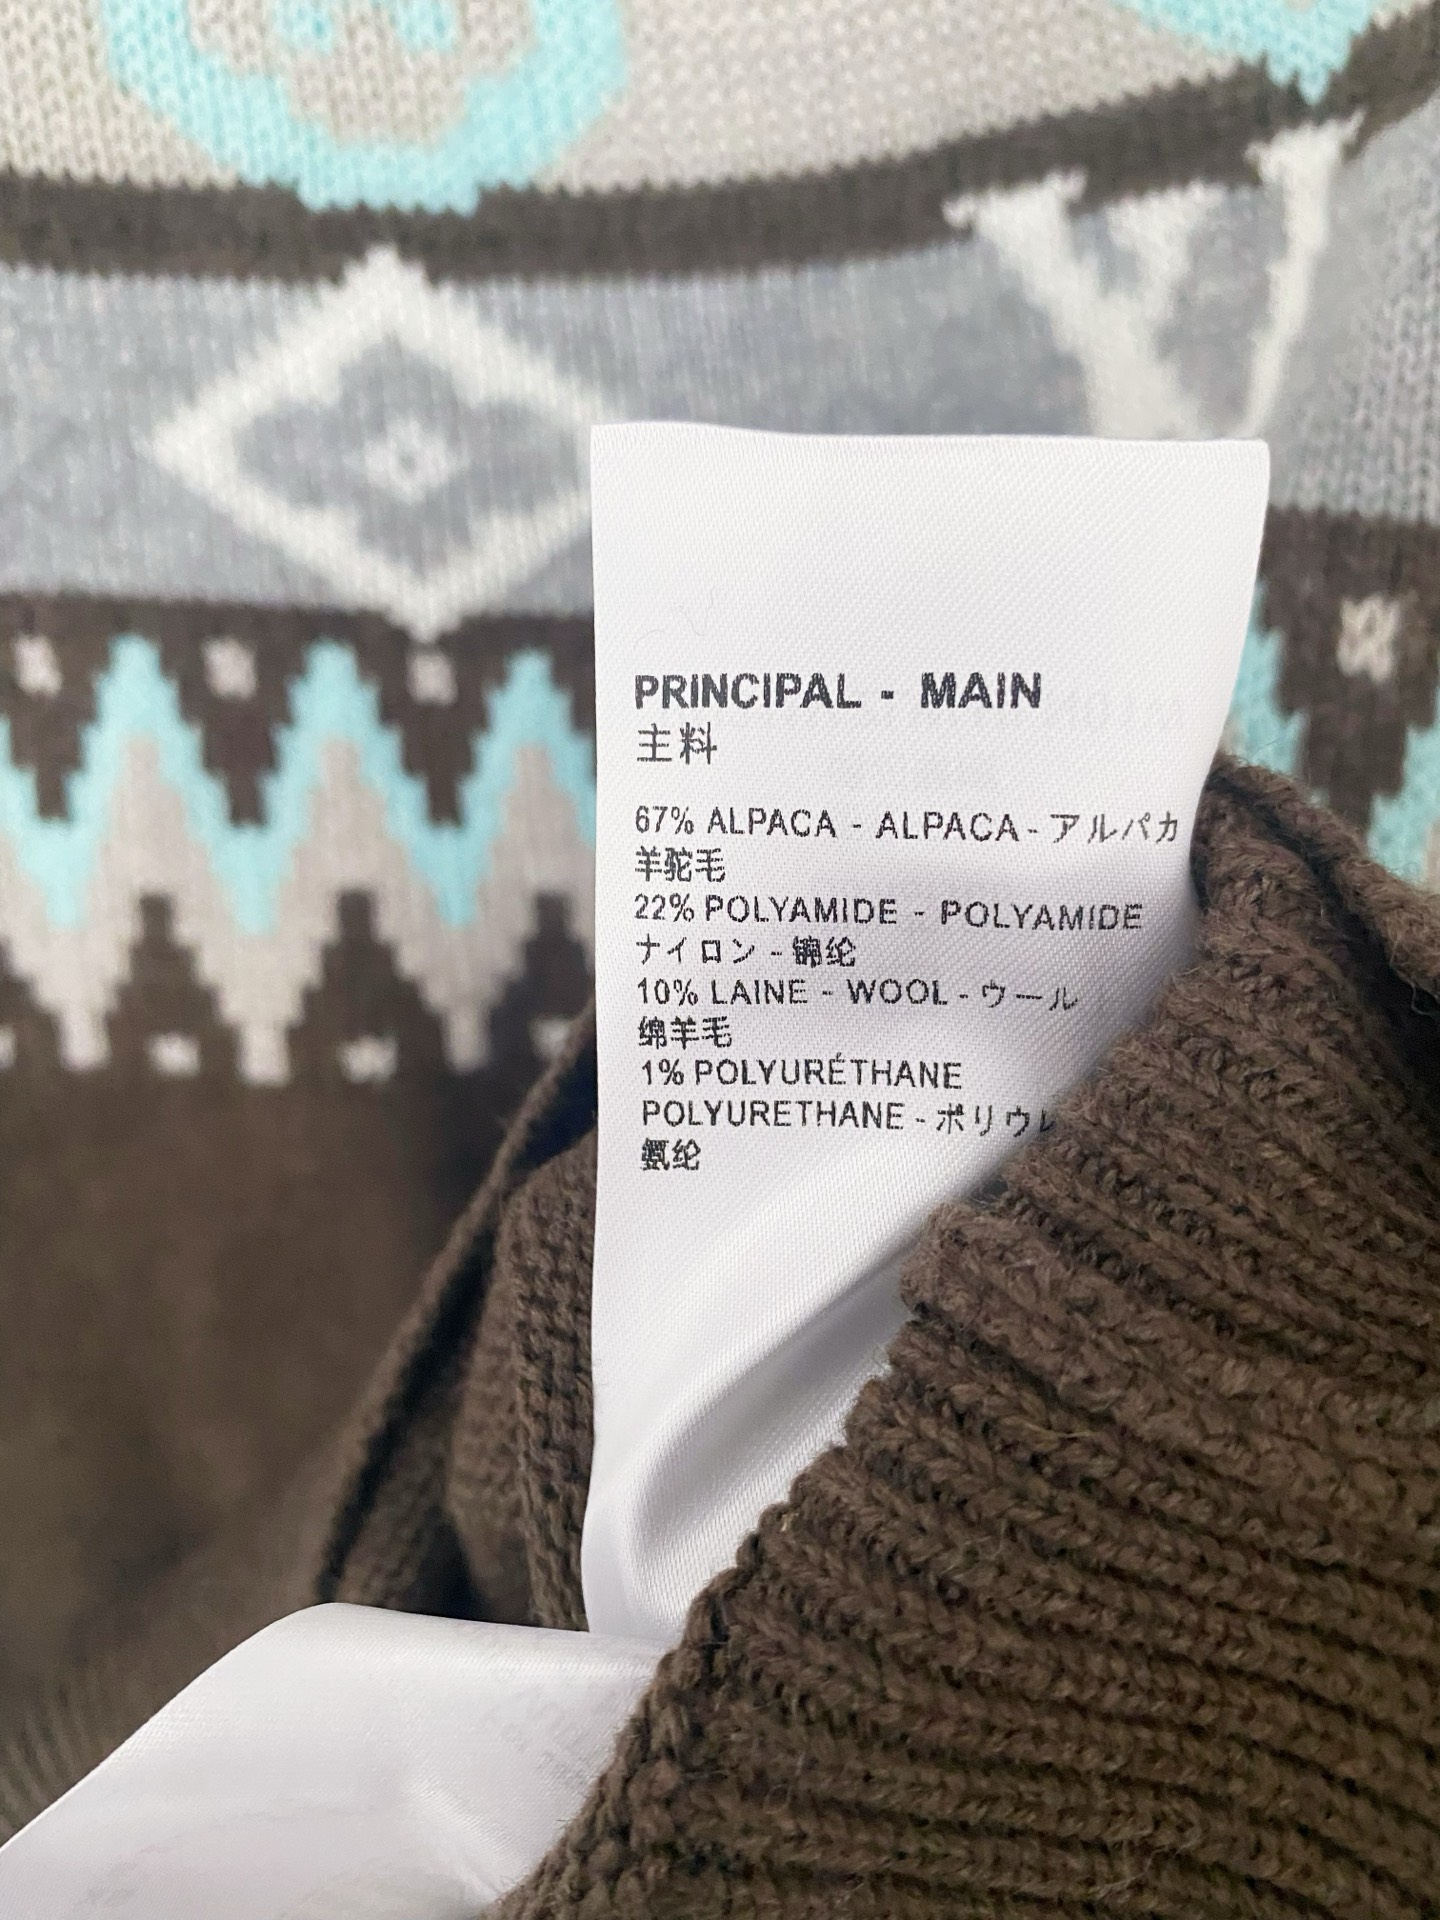 PRINCIPAL - MAIN
主料
67% ALPACA - ALPACA - アルパカ
羊驼毛
22% POLYAMIDE - POLYAMIDE
ナイロン - 锦纶
10% LAINE - WOOL - ウール
绵羊毛
1% POLYURÉTHANE
POLYURETHANE - ポリウレ
氨纶